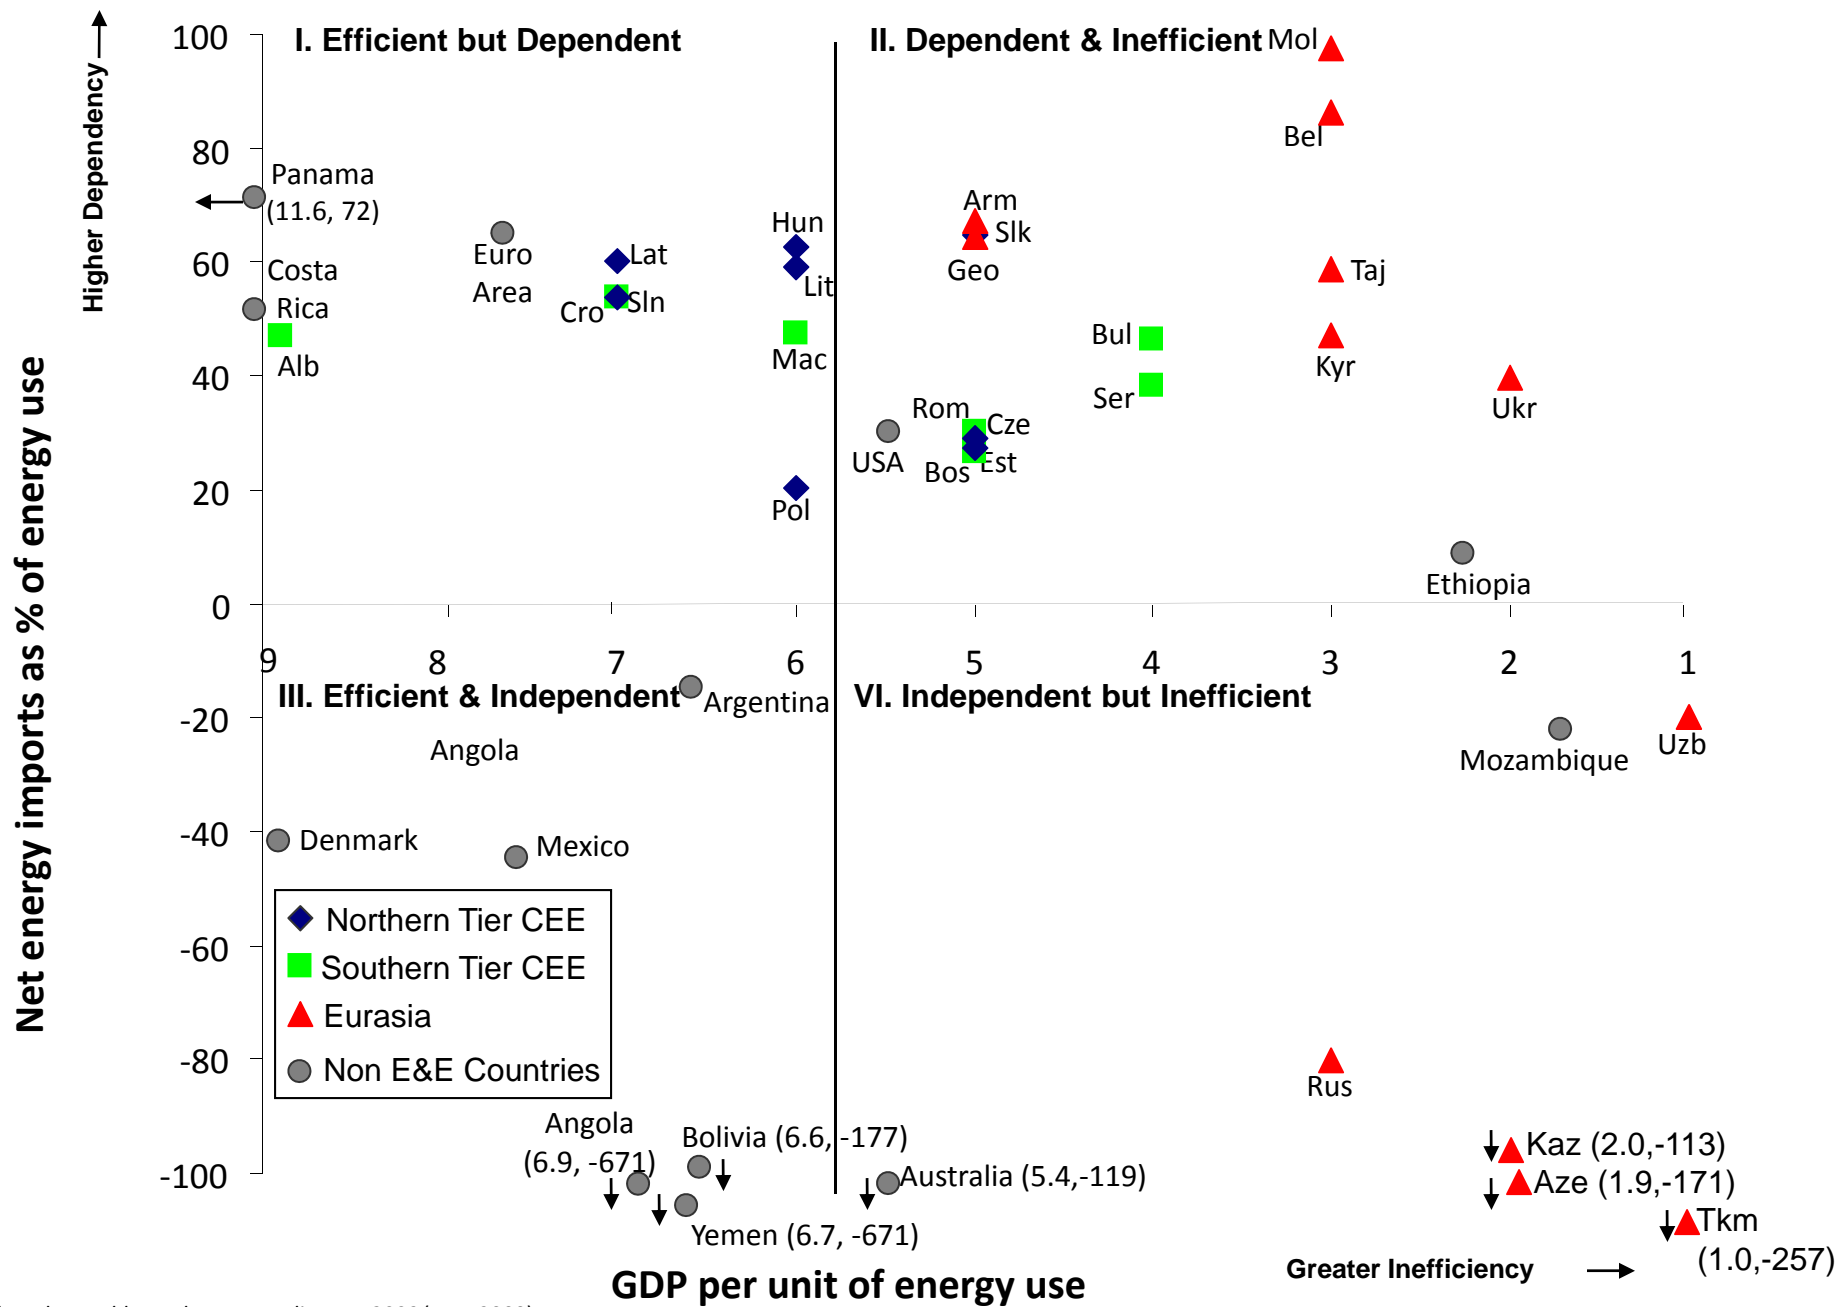 Higher Dependency
Net energy imports as % of energy use
100
80
60
40
20
0
-20
-40
-60
-80
-100
I. Efficient but Dependent
II. Dependent & Inefficient
Mol
Bel
Panama
(11.6, 72)
Arm
Slk
Geo
Hun
Lit
Euro
Area
Lat
Costa
Rica
Cro
Sln
Taj
Alb
Mac
Bul
Kyr
Ser
Ukr
Rom
Cze
USA
Bos
Est
Pol
Ethiopia
9
8
7
6
5
4
3
2
1
III. Efficient & Independent
VI. Independent but Inefficient
Argentina
Angola
Mozambique
Uzb
Denmark
Mexico
Northern Tier CEE
Southern Tier CEE
Eurasia
Non E&E Countries
Rus
Angola
(6.9, -671)
Bolivia (6.6, -177)
Australia (5.4,-119)
Yemen (6.7, -671)
Kaz (2.0,-113)
Aze (1.9,-171)
Tkm
(1.0,-257)
Greater Inefficiency
GDP per unit of energy use